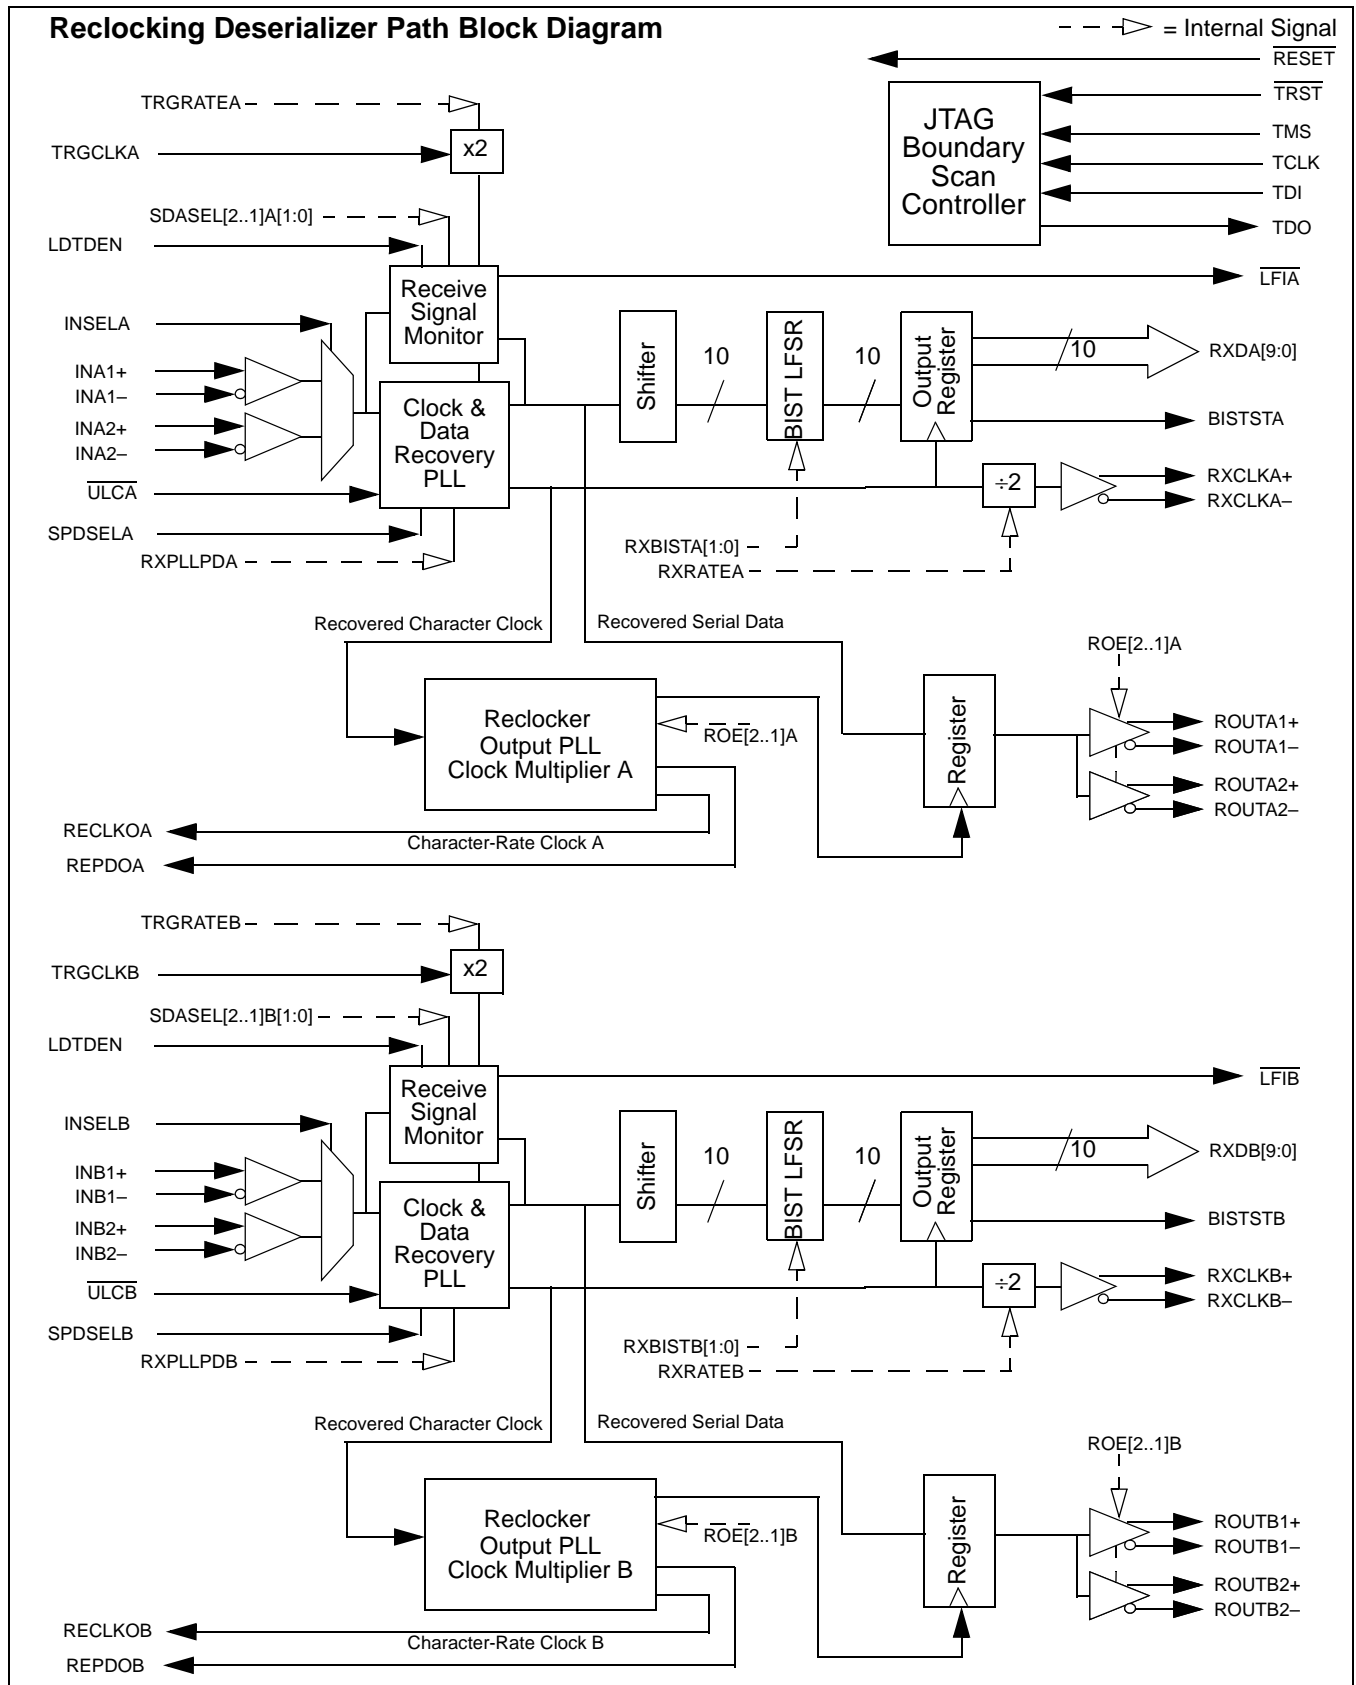 Reclocking Deserializer Path Block Diagram
= Internal Signal
RESET
TRST
TMS
TCLK
TDI
TDO
JTAG
Boundary
Scan
Controller
TRGRATEA
TRGCLKA
x2
SDASEL[2..1]A[1:0]
LDTDEN
Receive
Signal
Monitor
LFIA
INSELA
INA1+
INA1–
INA2+
INA2–
ULCA
SPDSELA
RXPLLPDA
Clock &
Data
Recovery
PLL
Shifter
10
BIST LFSR
10
Output
Register
10
RXDA[9:0]
BISTSTA
÷2
RXCLKA+
RXCLKA–
RXBISTA[1:0]
RXRATEA
Recovered Character Clock
Recovered Serial Data
Reclocker
Output PLL
Clock Multiplier A
ROE[2..1]A
Register
ROE[2..1]A
ROUTA1+
ROUTA1–
ROUTA2+
ROUTA2–
RECLKOA
Character-Rate Clock A
REPDOA
TRGRATEB
TRGCLKB
x2
SDASEL[2..1]B[1:0]
LDTDEN
Receive
Signal
Monitor
LFIB
INSELB
INB1+
INB1–
INB2+
INB2–
ULCB
SPDSELB
RXPLLPDB
Clock &
Data
Recovery
PLL
Shifter
10
BIST LFSR
10
Output
Register
10
RXDB[9:0]
BISTSTB
÷2
RXCLKB+
RXCLKB–
RXBISTB[1:0]
RXRATEB
Recovered Character Clock
Recovered Serial Data
Reclocker
Output PLL
Clock Multiplier B
ROE[2..1]B
Register
ROE[2..1]B
ROUTB1+
ROUTB1–
ROUTB2+
ROUTB2–
RECLKOB
Character-Rate Clock B
REPDOB